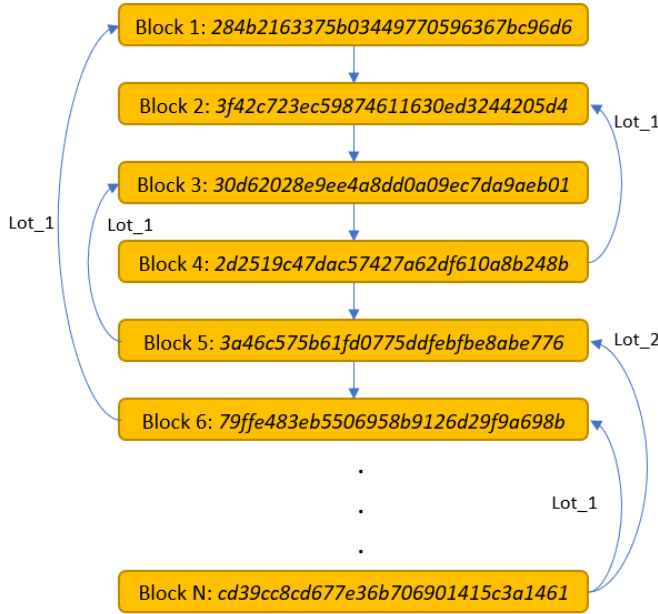 Block 1: 284b2163375b03449770596367bc96d6
Block 2: 3f42c723ec59874611630ed3244205d4
Lot_1
Block 3: 30d62028e9ee4a8dd0a09ec7da9aeb01
Lot_1
Lot_1
Block 4: 2d2519c47dac57427a62df610a8b248b
Block 5: 3a46c575b61fd0775ddfebfbe8abe776
Lot_2
Block 6: 79ffe483eb5506958b9126d29f9a698b
.
.
Lot_1
.
Block N: cd39cc8cd677e36b706901415c3a1461